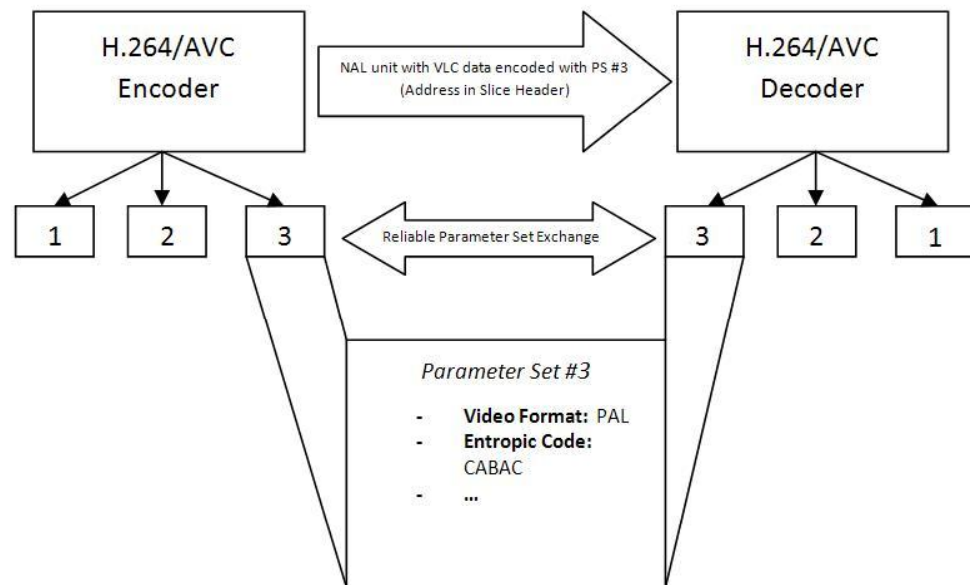 H.264/AVC
Encoder
NAL unit with VLC data encoded with PS #3
(Address in Slice Header)
H.264/AVC
Decoder
1
2
3
Reliable Parameter Set Exchange
3
2
1
Parameter Set #3
- Video Format: PAL
- Entropic Code:
CABAC
- ...